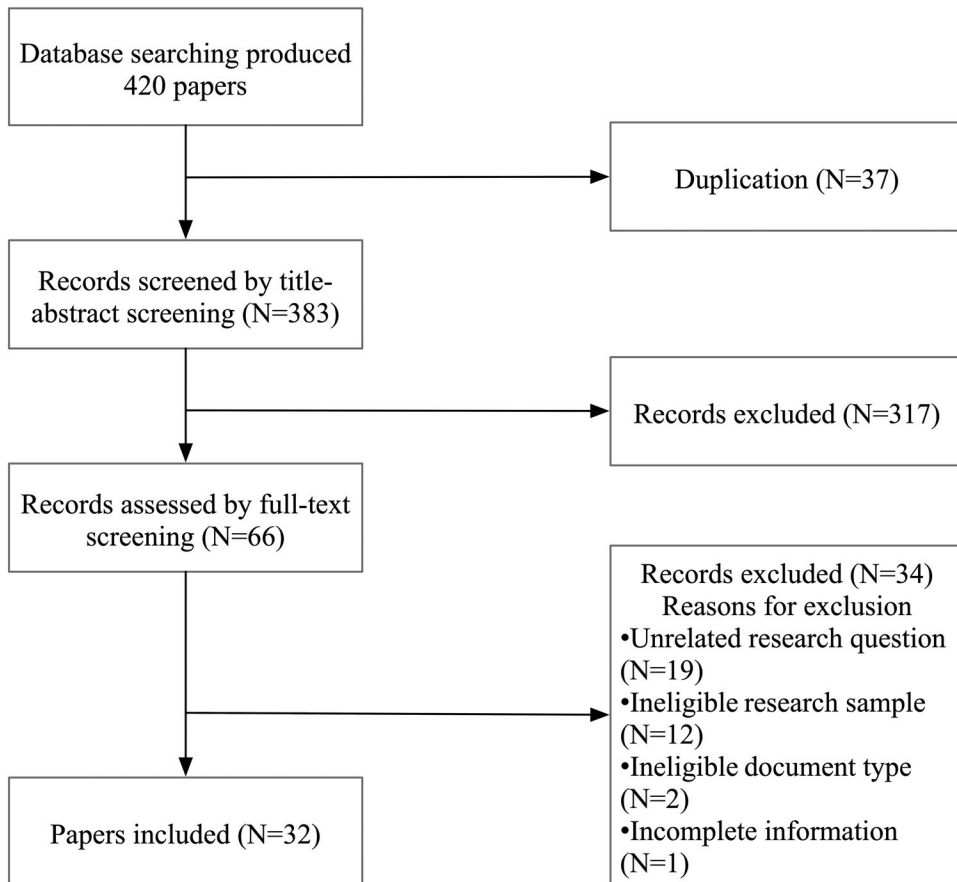 Database searching produced
420 papers
Duplication (N=37)
Records screened by title-
abstract screening (N=383)
Records excluded (N=317)
Records assessed by full-text
screening (N=66)
Records excluded (N=34)
Reasons for exclusion
•Unrelated research question
(N=19)
•Ineligible research sample
(N=12)
•Ineligible document type
(N=2)
•Incomplete information
(N=1)
Papers included (N=32)